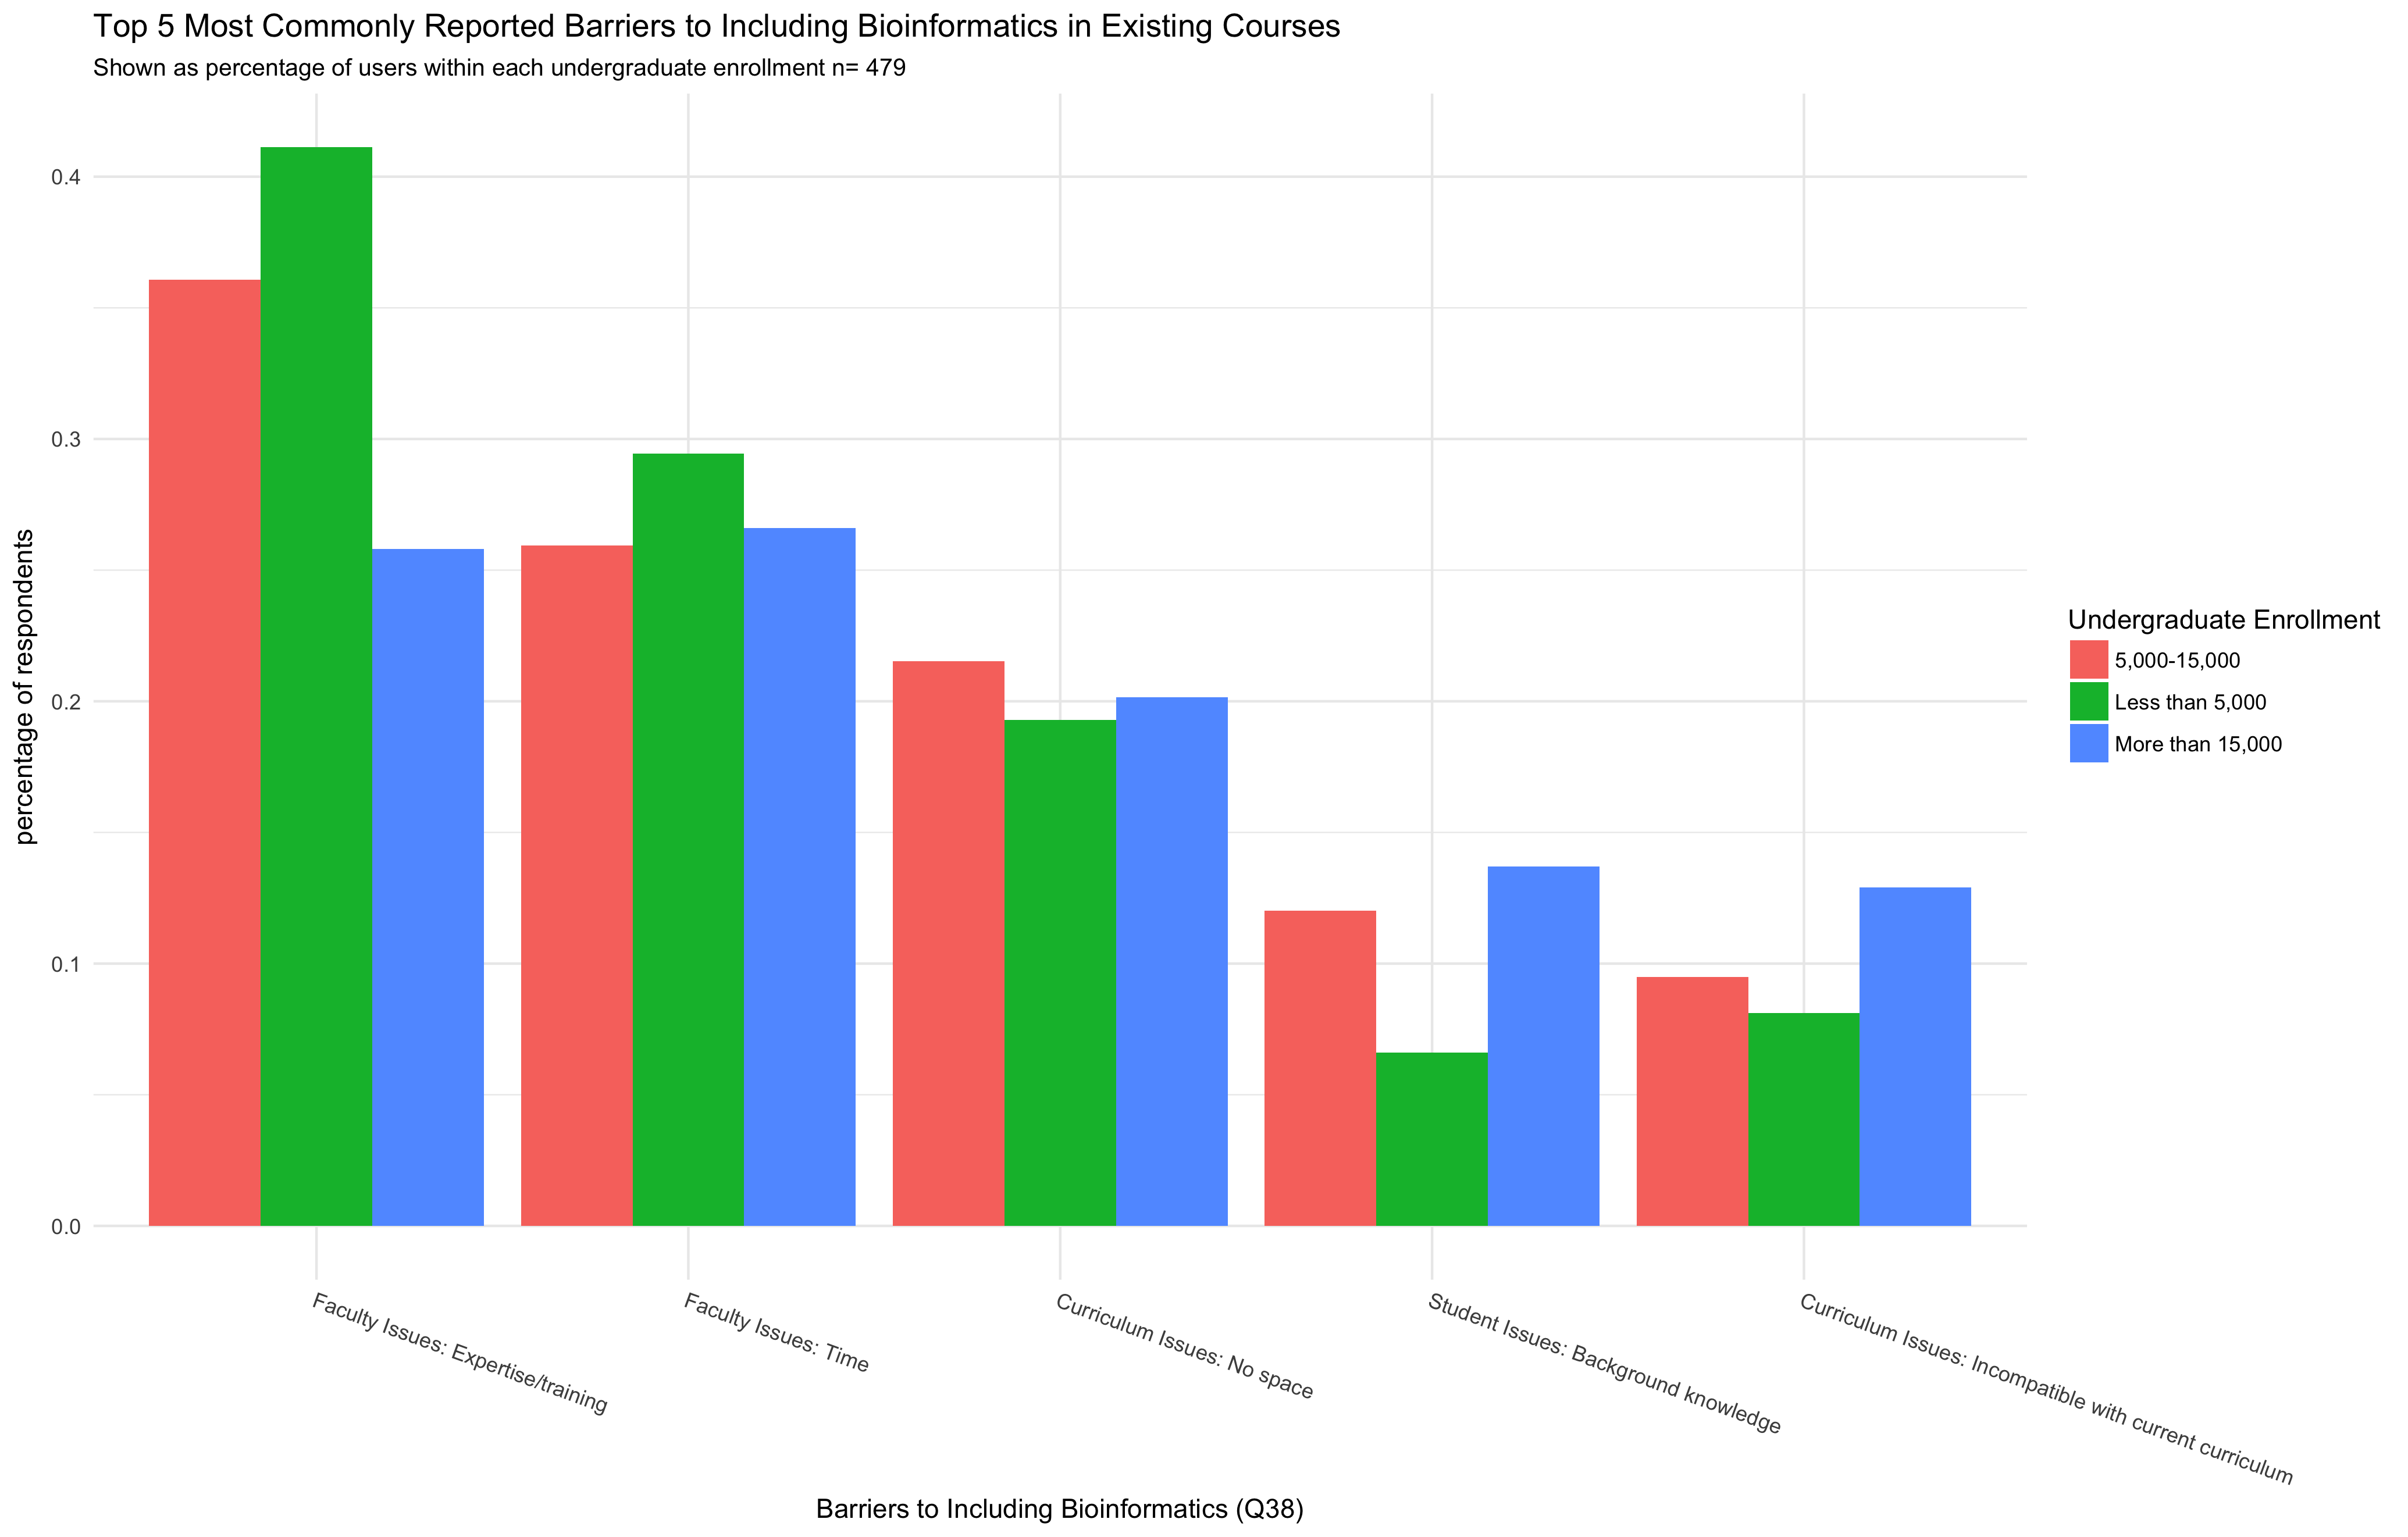 Top 5 Most Commonly Reported Barriers to Including Bioinformatics in Existing Courses
Shown as percentage of users within each undergraduate enrollment n= 479
percentage of respondents
0.4
0.3
0.2
0.1
0.0
Faculty Issues: Expertise/training
Faculty Issues: Time
Curriculum Issues: No space
Student Issues: Background knowledge
Curriculum Issues: Incompatible with current curriculum
Barriers to Including Bioinformatics (Q38)
Undergraduate Enrollment
5,000-15,000
Less than 5,000
More than 15,000